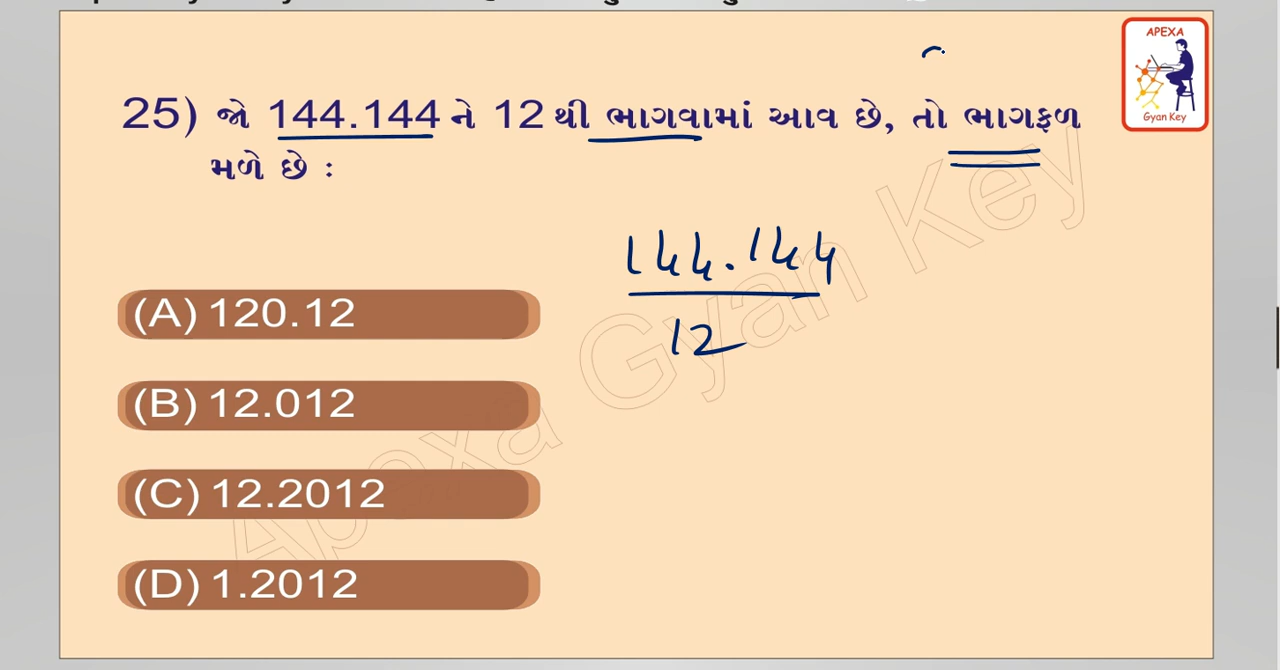 APEXA
Gyan Key
25) જો 144.144 ને 12 થી ભાગવામાં આવ છે, તો ભાગફળ
મળે છે :
144.144
12
(A) 120.12
(B) 12.012
(C) 12.2012
(D) 1.2012
Apexa Gyan Key